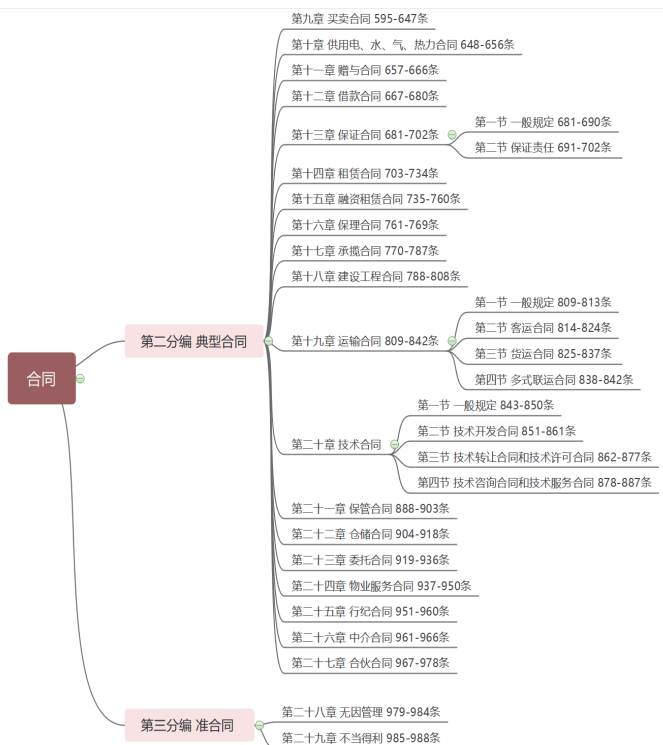 第九章 买卖合同 595-647条
第十章 供用电、水、气、热力合同 648-656条
第十一章 赠与合同 657-666条
第十二章 借款合同 667-680条
第十三章 保证合同 681-702条
第一节 一般规定 681-690条
第二节 保证责任 691-702条
第十四章 租赁合同 703-734条
第十五章 融资租赁合同 735-760条
第十六章 保理合同 761-769条
第十七章 承揽合同 770-787条
第十八章 建设工程合同 788-808条
第二分编 典型合同
第十九章 运输合同 809-842条
第一节 一般规定 809-813条
第二节 客运合同 814-824条
第三节 货运合同 825-837条
第四节 多式联运合同 838-842条
合同
第二十章 技术合同
第一节 一般规定 843-850条
第二节 技术开发合同 851-861条
第三节 技术转让合同和技术许可合同 862-877条
第四节 技术咨询合同和技术服务合同 878-887条
第二十一章 保管合同 888-903条
第二十二章 仓储合同 904-918条
第二十三章 委托合同 919-936条
第二十四章 物业服务合同 937-950条
第二十五章 行纪合同 951-960条
第二十六章 中介合同 961-966条
第二十七章 合伙合同 967-978条
第三分编 准合同
第二十八章 无因管理 979-984条
第二十九章 不当得利 985-988条